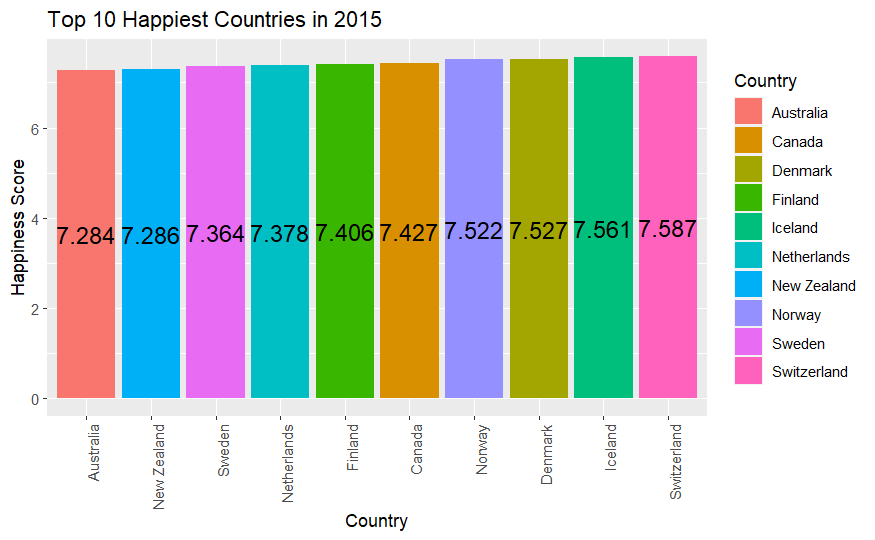 Top 10 Happiest Countries in 2015
Happiness Score
6
4
2
0
7.284 7.286 7.364 7.378 7.406 7.427 7.522 7.527 7.561 7.587
Australia
New Zealand
Sweden
Netherlands
Finland
Canada
Norway
Denmark
Iceland
Switzerland
Country
Country
Australia
Canada
Denmark
Finland
Iceland
Netherlands
New Zealand
Norway
Sweden
Switzerland